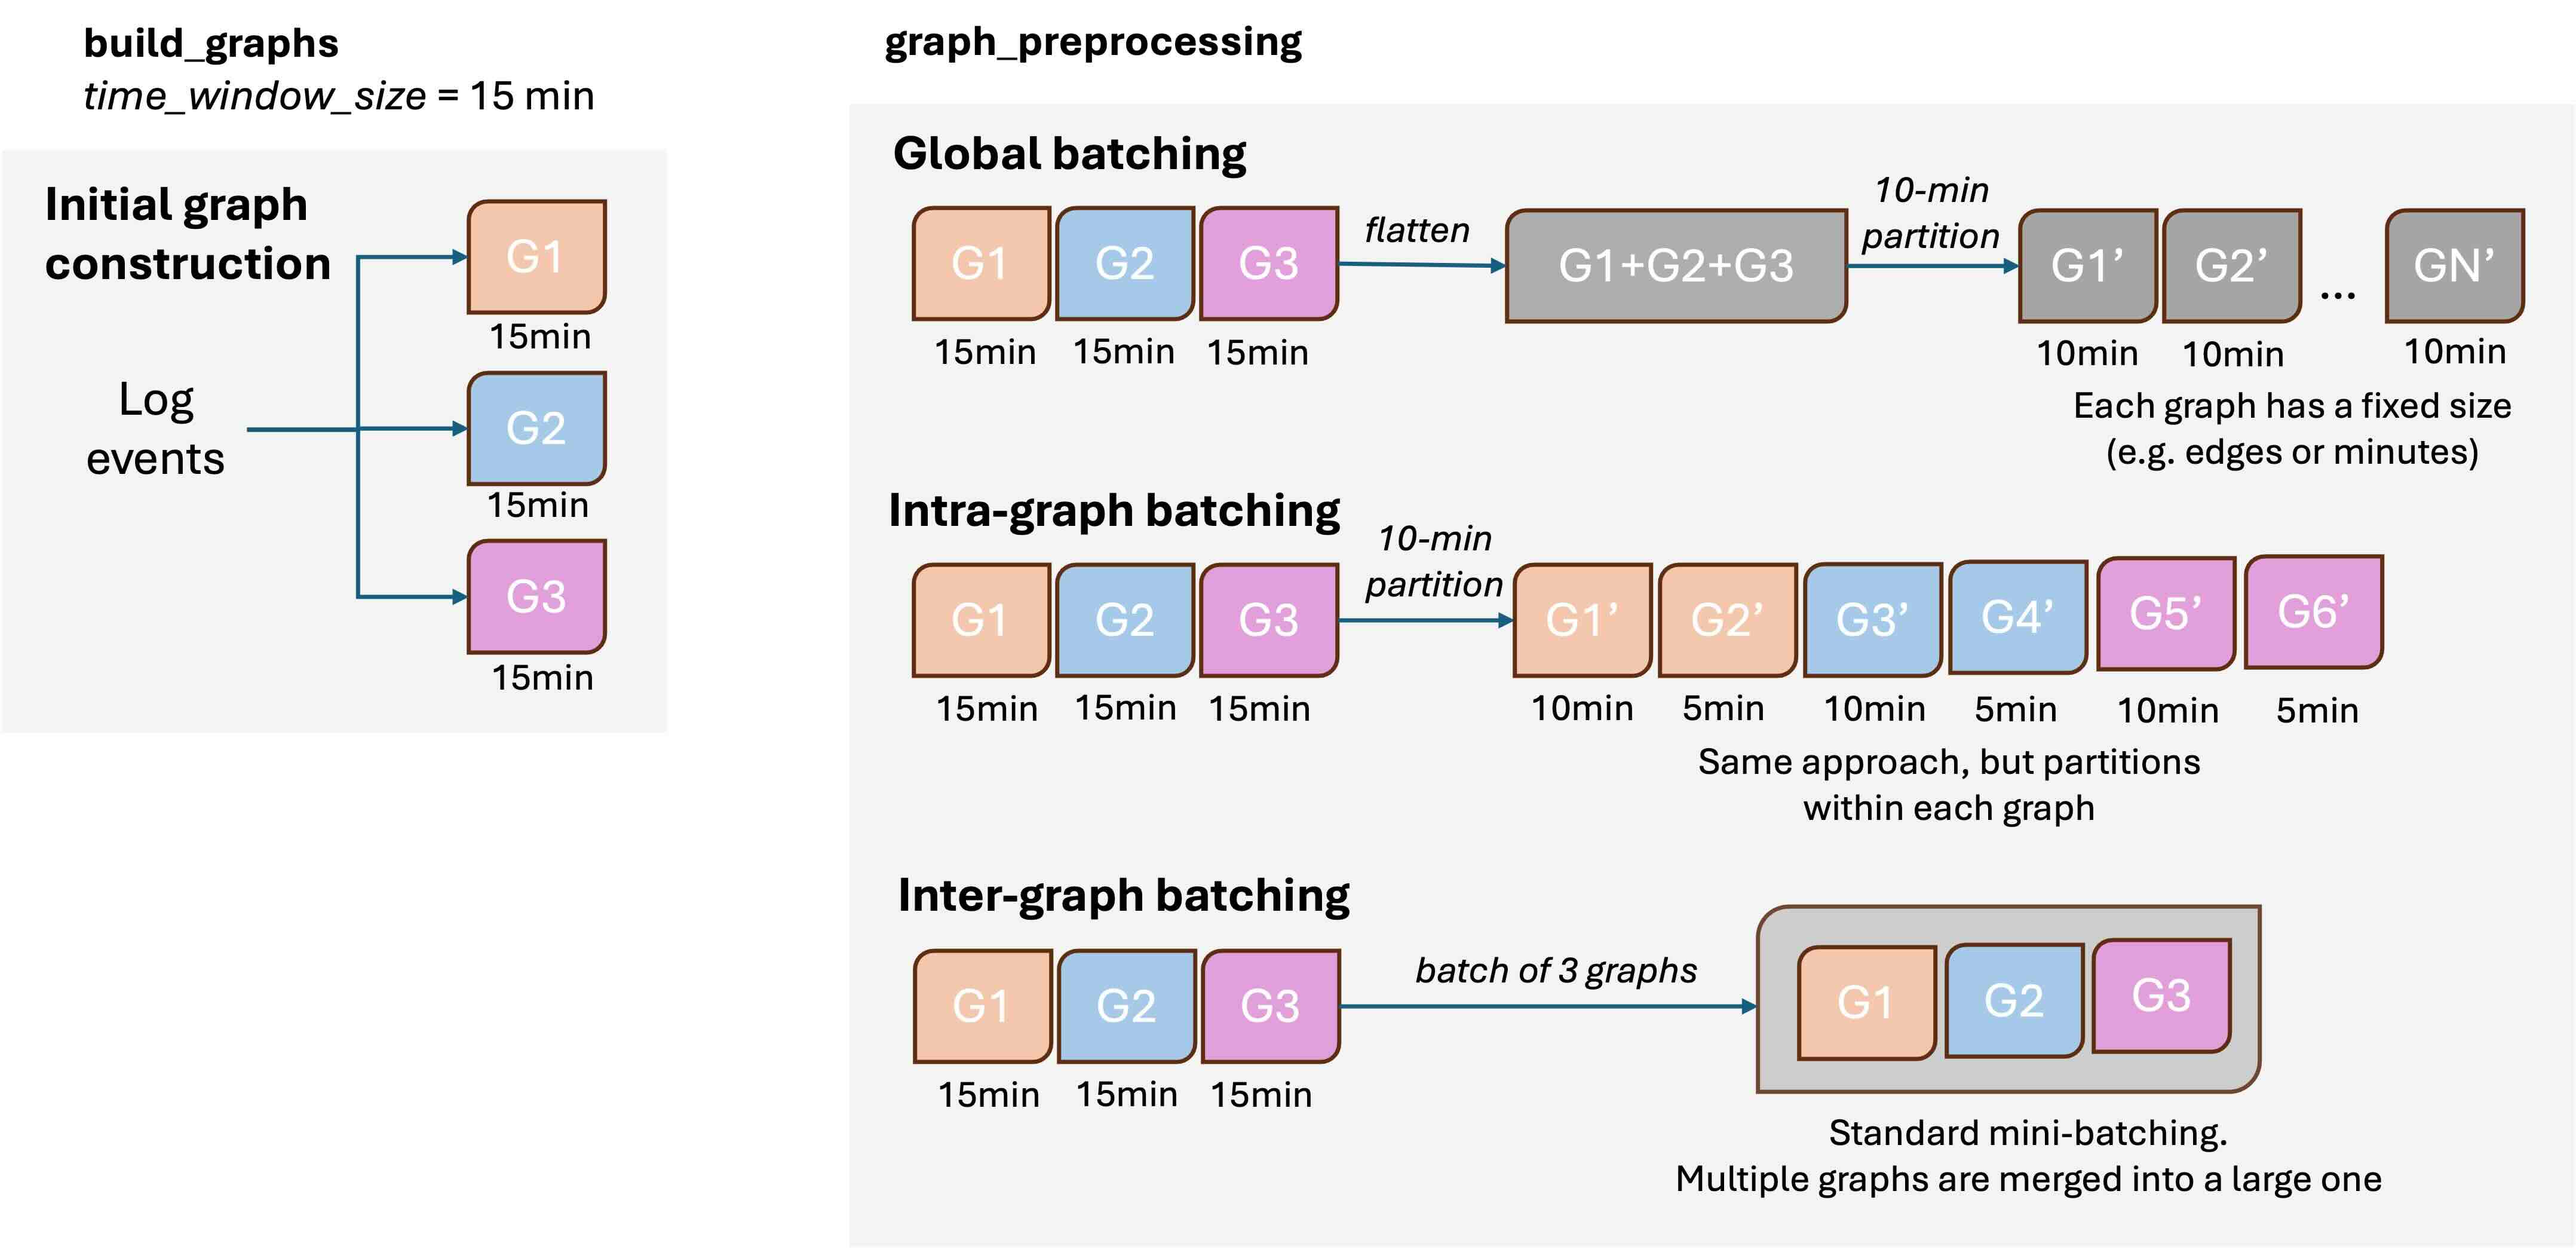 build_graphs
time_window_size = 15 min
Initial graph
construction
Log
events
G1
15min
G2
15min
G3
15min
graph_preprocessing
Global batching
G1 G2 G3
15min 15min 15min
flatten
G1+G2+G3
10-min
partition
G1’ G2’ ... GN’
10min 10min 10min
Each graph has a fixed size
(e.g. edges or minutes)
Intra-graph batching
G1 G2 G3
15min 15min 15min
10-min
partition
G1’ G2’ G3’ G4’ G5’ G6’
10min 5min 10min 5min 10min 5min
Same approach, but partitions
within each graph
Inter-graph batching
G1 G2 G3
15min 15min 15min
batch of 3 graphs
G1 G2 G3
Standard mini-batching.
Multiple graphs are merged into a large one